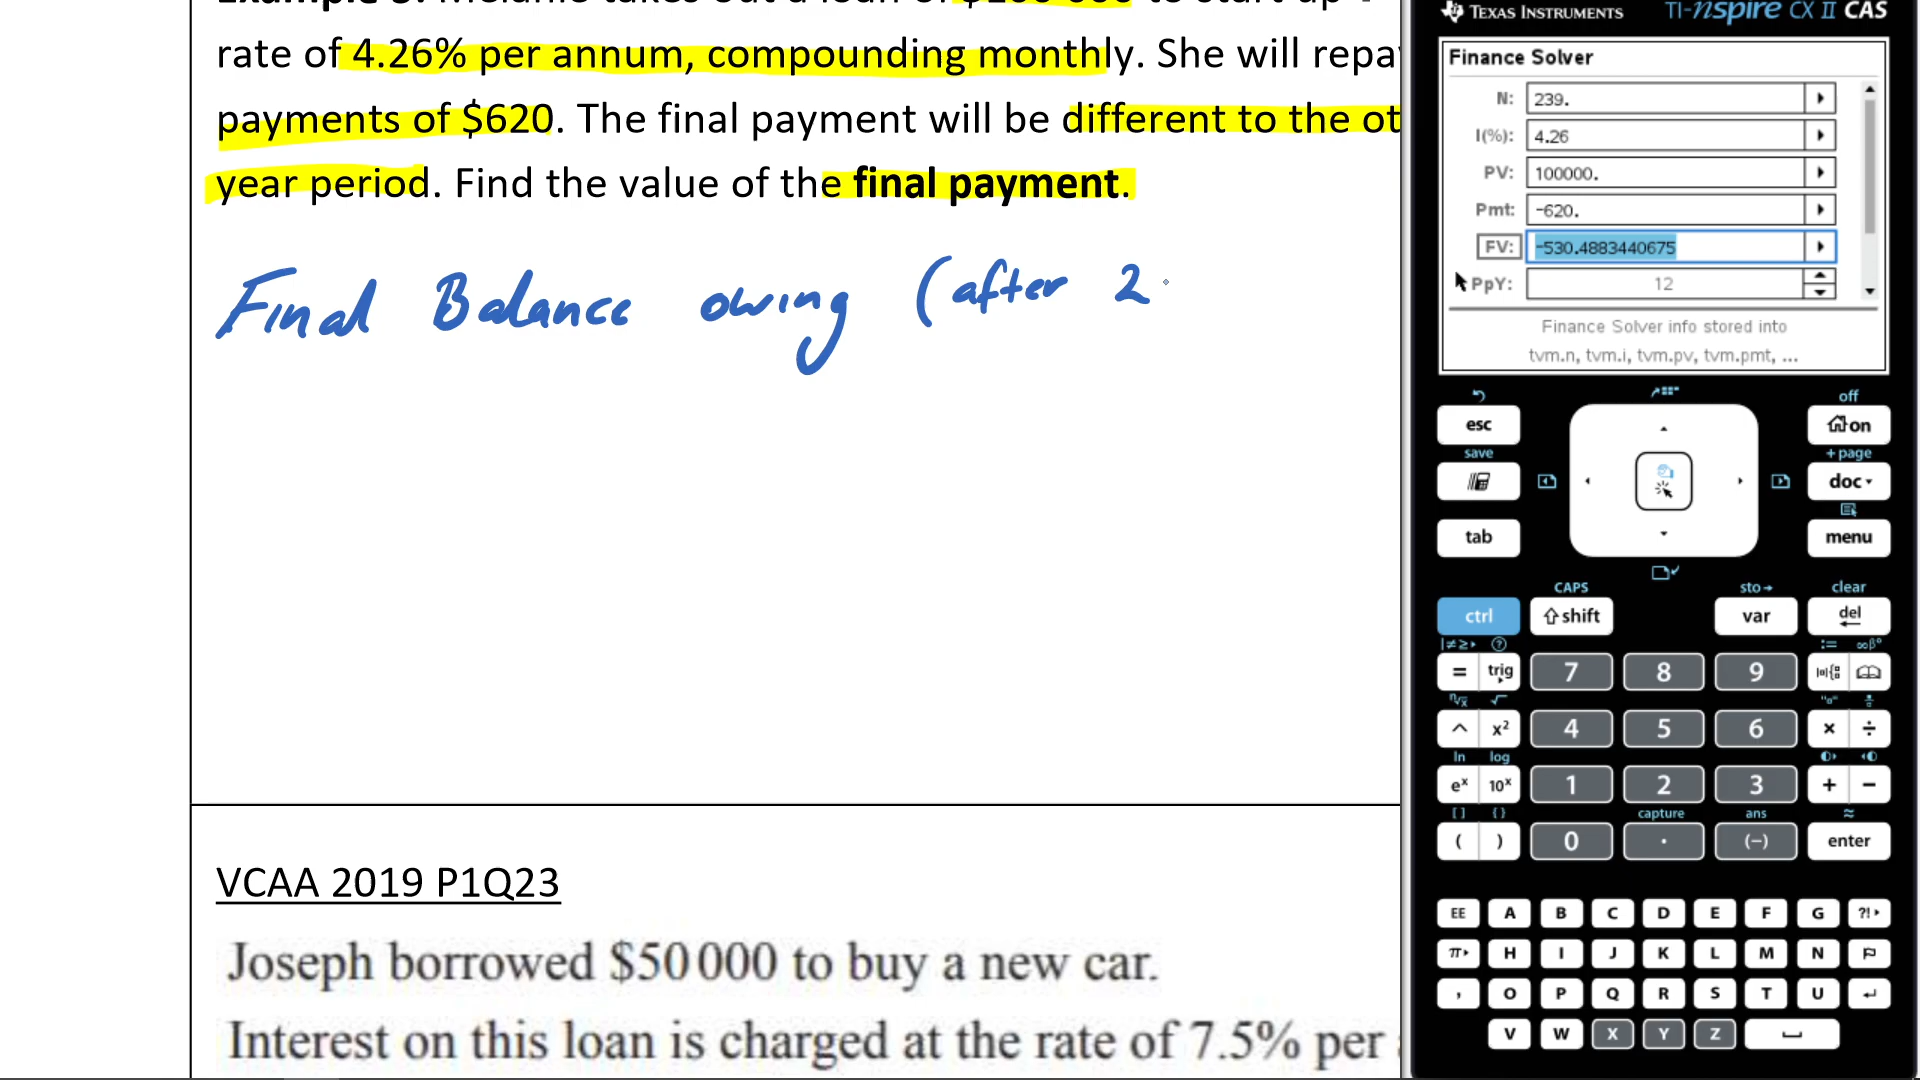 rate of 4.26% per annum, compounding monthly. She will repa
payments of $620. The final payment will be different to the ot
year period. Find the value of the final payment.
Final Balance owing (after 2
VCAA 2019 P1Q23
Joseph borrowed $50 000 to buy a new car.
Interest on this loan is charged at the rate of 7.5% per
TEXAS INSTRUMENTS TI-nspire CX II CAS
Finance Solver
N: 239.
I(%): 4.26
PV: 100000.
Pmt: -620.
FV: -530.4883440675
PpY: 12
Finance Solver info stored into
tvm.n, tvm.i, tvm.pv, tvm.pmt, ...
off
esc on
save +page
doc
tab menu
CAPS sto→ clear
ctrl shift var del
= trig 7 8 9
^ x² 4 5 6 × ÷
ln log
eˣ 10ˣ 1 2 3 + −
[ ] { } capture ans ≈
( ) 0 . (−) enter
EE A B C D E F G ?!
π H I J K L M N
, O P Q R S T U
V W X Y Z